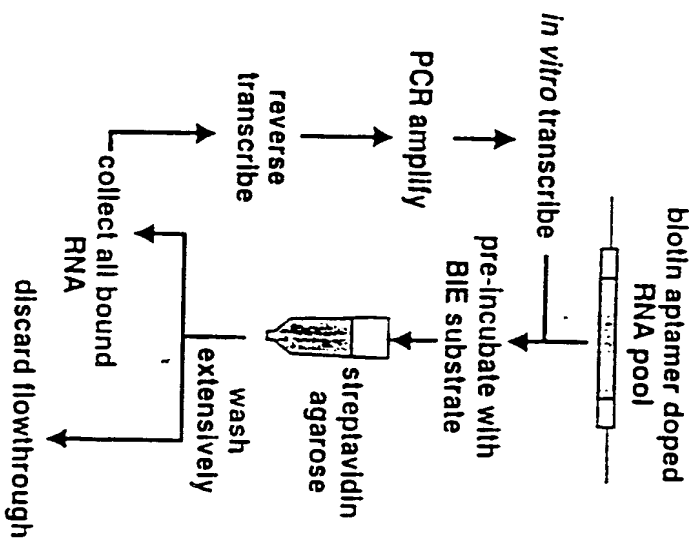 biotin aptamer doped
RNA pool
in vitro transcribe
pre-incubate with
BIE substrate
PCR amplify
streptavidin
agarose
reverse
transcribe
wash
extensively
collect all bound
RNA
discard flowthrough